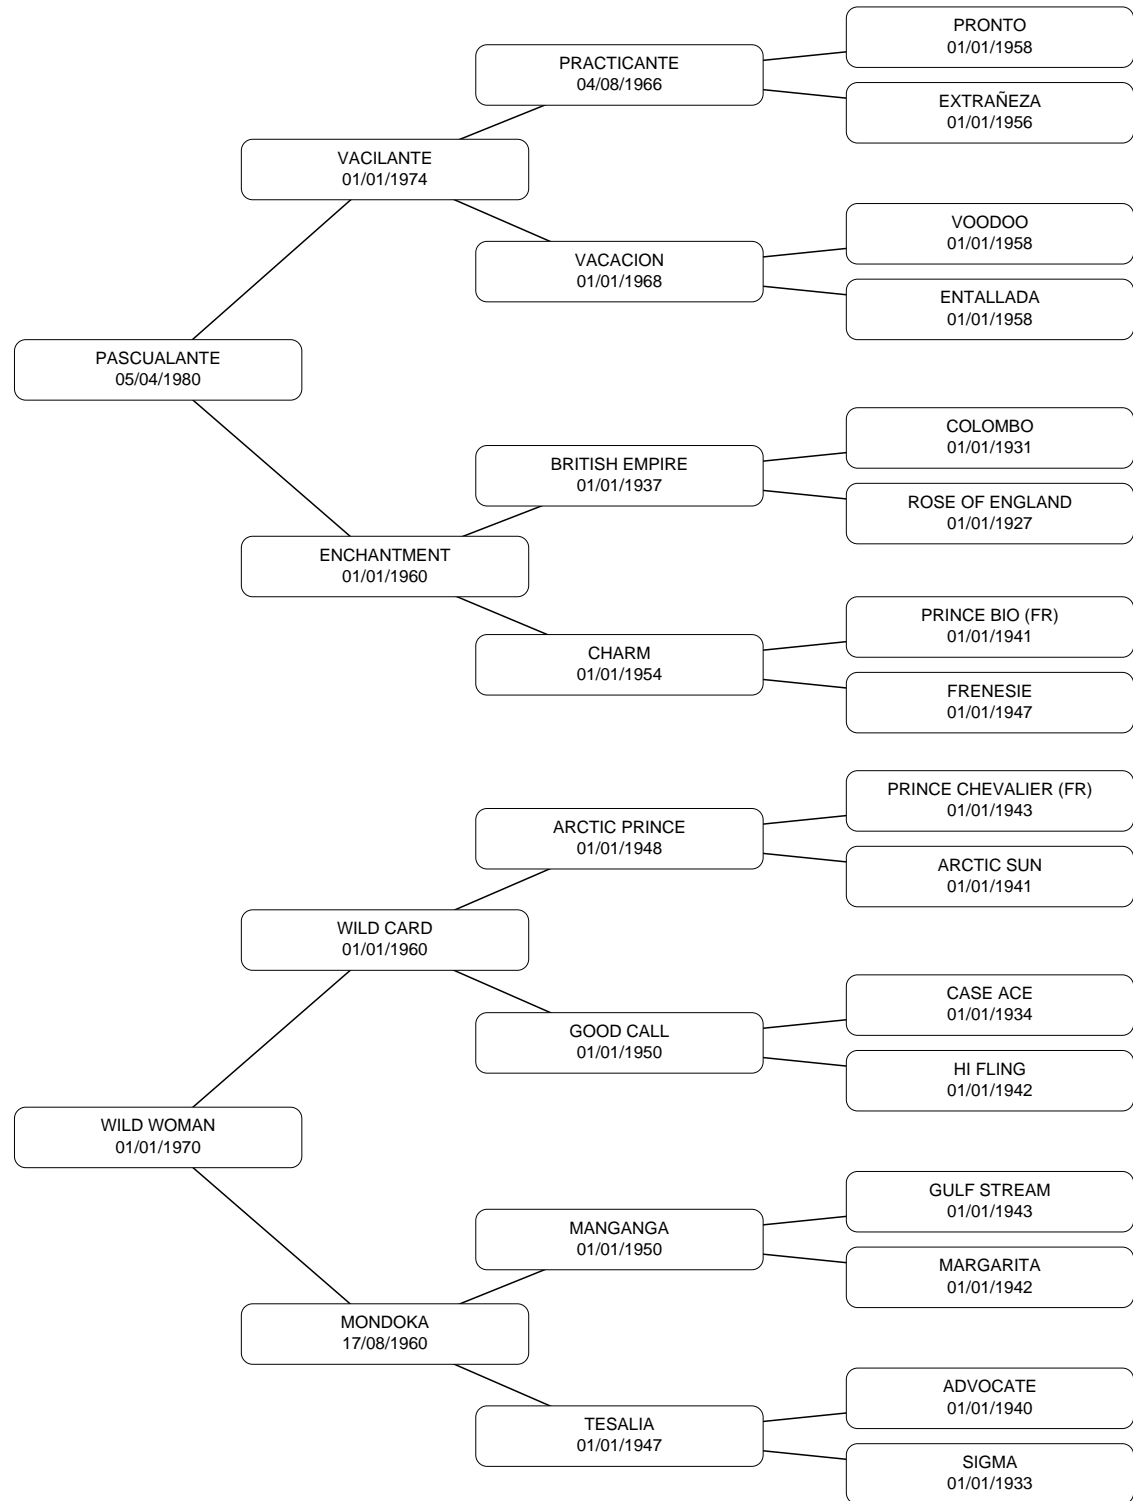 PRONTO
01/01/1958
PRACTICANTE
04/08/1966
EXTRAÑEZA
01/01/1956
VACILANTE
01/01/1974
VOODOO
01/01/1958
VACACION
01/01/1968
ENTALLADA
01/01/1958
PASCUALANTE
05/04/1980
COLOMBO
01/01/1931
BRITISH EMPIRE
01/01/1937
ROSE OF ENGLAND
01/01/1927
ENCHANTMENT
01/01/1960
PRINCE BIO (FR)
01/01/1941
CHARM
01/01/1954
FRENESIE
01/01/1947
PRINCE CHEVALIER (FR)
01/01/1943
ARCTIC PRINCE
01/01/1948
ARCTIC SUN
01/01/1941
WILD CARD
01/01/1960
CASE ACE
01/01/1934
GOOD CALL
01/01/1950
HI FLING
01/01/1942
WILD WOMAN
01/01/1970
GULF STREAM
01/01/1943
MANGANGA
01/01/1950
MARGARITA
01/01/1942
MONDOKA
17/08/1960
ADVOCATE
01/01/1940
TESALIA
01/01/1947
SIGMA
01/01/1933